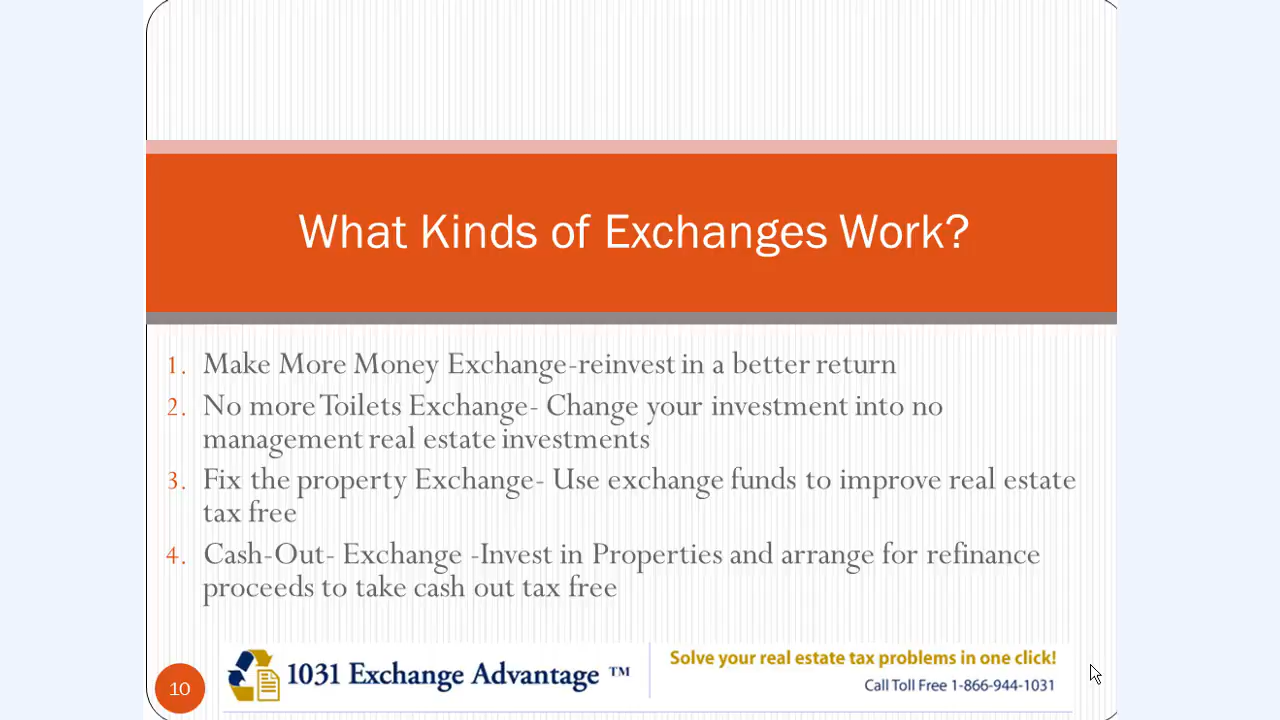 What Kinds of Exchanges Work?
1. Make More Money Exchange-reinvest in a better return
2. No more Toilets Exchange- Change your investment into no
management real estate investments
3. Fix the property Exchange- Use exchange funds to improve real estate
tax free
4. Cash-Out- Exchange -Invest in Properties and arrange for refinance
proceeds to take cash out tax free
10
1031 Exchange Advantage ™
Solve your real estate tax problems in one click!
Call Toll Free 1-866-944-1031